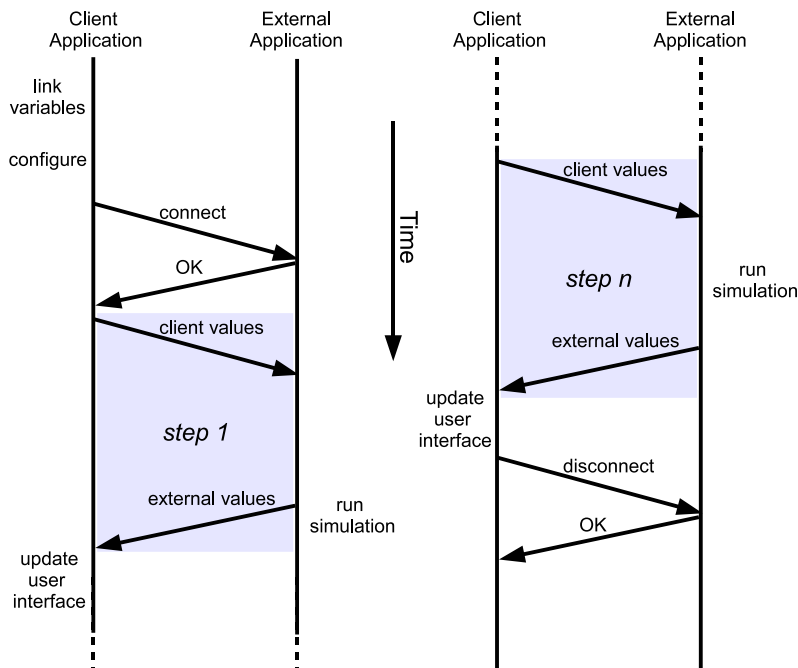 Client
Application
External
Application
link
variables
configure
connect
OK
client values
step 1
external values
run
simulation
update
user
interface
Time
Client
Application
External
Application
client values
step n
run
simulation
external values
update
user
interface
disconnect
OK